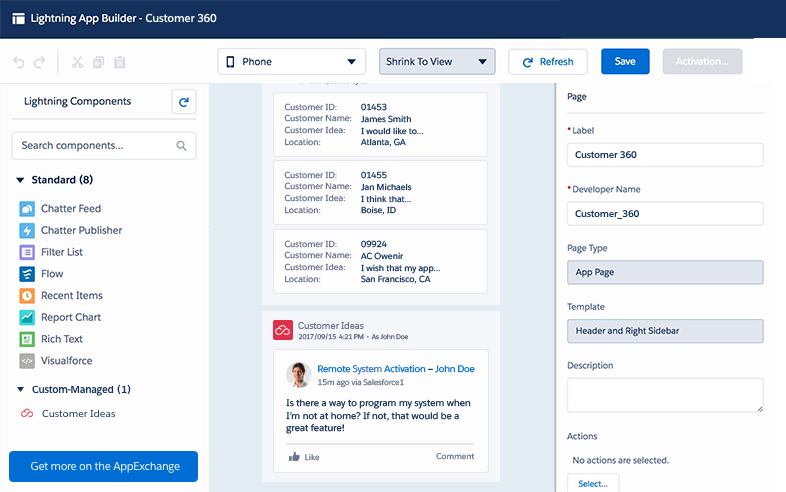 Lightning App Builder - Customer 360
Phone
Shrink To View
Refresh
Save
Activation...
Lightning Components
Search components...
Standard (8)
Chatter Feed
Chatter Publisher
Filter List
Flow
Recent Items
Report Chart
Rich Text
Visualforce
Custom-Managed (1)
Customer Ideas
Get more on the AppExchange
Customer ID: 01453
Customer Name: James Smith
Customer Idea: I would like to...
Location: Atlanta, GA
Customer ID: 01455
Customer Name: Jan Michaels
Customer Idea: I think that...
Location: Boise, ID
Customer ID: 09924
Customer Name: AC Owenir
Customer Idea: I wish that my app...
Location: San Francisco, CA
Customer Ideas
2017/09/15 4:21 PM • As John Doe
Remote System Activation – John Doe
15m ago via Salesforce1
Is there a way to program my system when
I'm not at home? If not, that would be a
great feature!
Like
Comment
Page
* Label
Customer 360
* Developer Name
Customer_360
Page Type
App Page
Template
Header and Right Sidebar
Description
Actions
No actions are selected.
Select...